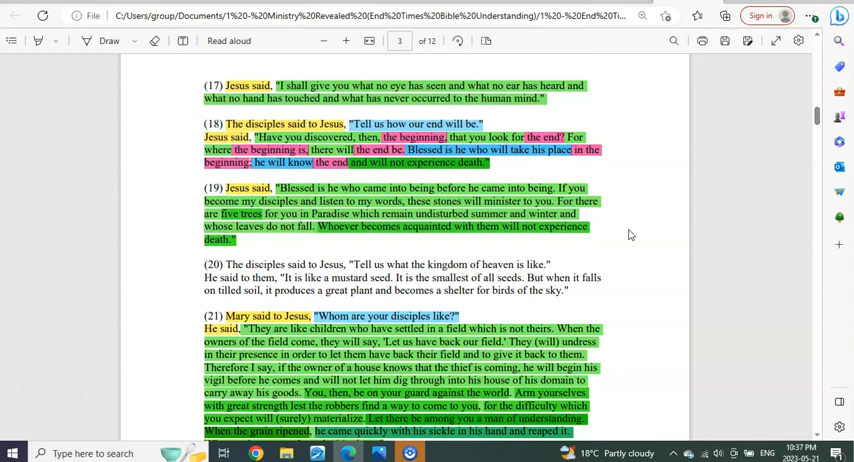 File
C:/Users/group/Documents/1%20-%20Ministry%20Revealed%20(End%20Times%20Bible%20Understanding)/1%20-%20End%20Ti...
Sign in
Draw
Read aloud
3
of 12
(17) Jesus said, "I shall give you what no eye has seen and what no ear has heard and
what no hand has touched and what has never occurred to the human mind."
(18) The disciples said to Jesus, "Tell us how our end will be."
Jesus said, "Have you discovered, then, the beginning, that you look for the end? For
where the beginning is, there will the end be. Blessed is he who will take his place in the
beginning; he will know the end and will not experience death."
(19) Jesus said, "Blessed is he who came into being before he came into being. If you
become my disciples and listen to my words, these stones will minister to you. For there
are five trees for you in Paradise which remain undisturbed summer and winter and
whose leaves do not fall. Whoever becomes acquainted with them will not experience
death."
(20) The disciples said to Jesus, "Tell us what the kingdom of heaven is like."
He said to them, "It is like a mustard seed. It is the smallest of all seeds. But when it falls
on tilled soil, it produces a great plant and becomes a shelter for birds of the sky."
(21) Mary said to Jesus, "Whom are your disciples like?"
He said, "They are like children who have settled in a field which is not theirs. When the
owners of the field come, they will say, 'Let us have back our field.' They (will) undress
in their presence in order to let them have back their field and to give it back to them.
Therefore I say, if the owner of a house knows that the thief is coming, he will begin his
vigil before he comes and will not let him dig through into his house of his domain to
carry away his goods. You, then, be on your guard against the world. Arm yourselves
with great strength lest the robbers find a way to come to you, for the difficulty which
you expect will (surely) materialize. Let there be among you a man of understanding.
When the grain ripened, he came quickly with his sickle in his hand and reaped it.
Type here to search
18°C Partly cloudy
ENG
10:37 PM
2023-05-21